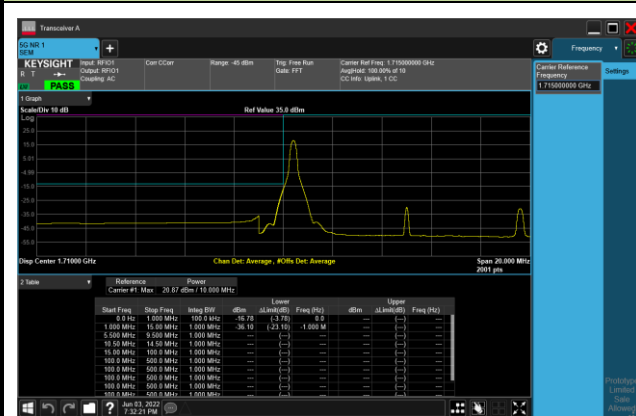 Transceiver A
5G NR 1
SEM
Frequency
KEYSIGHT
R T
PASS
Input: RFIO1
Output: RFIO1
Coupling: AC
Corr CCorr
Range: -45 dBm
Trig: Free Run
Gate: FFT
Carrier Ref Freq: 1.715000000 GHz
Avg|Hold: 100.00% of 10
CC Info: Uplink, 1 CC
Carrier Reference
Frequency
1.715000000 GHz
Settings
1 Graph
Scale/Div 10 dB
Ref Value 35.0 dBm
Log
25.0
15.0
5.01
-4.99
-15.0
-25.0
-35.0
-45.0
-55.0
Disp Center 1.71000 GHz
Chan Det: Average , #Offs Det: Average
Span 20.000 MHz
2001 pts
2 Table
Reference Power
Carrier #1: Max 20.87 dBm / 10.000 MHz
Lower Upper
Start Freq Stop Freq Integ BW dBm ΔLimit(dB) Freq (Hz) dBm ΔLimit(dB) Freq (Hz)
0.0 Hz 1.000 MHz 100.0 kHz -16.78 (-3.78) 0.0 --- (---) ---
1.000 MHz 15.00 MHz 1.000 MHz -36.10 (-23.10) -1.000 M --- (---) ---
5.500 MHz 9.500 MHz 1.000 MHz --- (---) --- --- (---) ---
10.50 MHz 14.50 MHz 1.000 MHz --- (---) --- --- (---) ---
15.00 MHz 100.0 MHz 1.000 MHz --- (---) --- --- (---) ---
100.0 MHz 500.0 MHz 1.000 MHz --- (---) --- --- (---) ---
100.0 MHz 500.0 MHz 1.000 MHz --- (---) --- --- (---) ---
100.0 MHz 500.0 MHz 1.000 MHz --- (---) --- --- (---) ---
100.0 MHz 500.0 MHz 1.000 MHz --- (---) --- --- (---) ---
Jun 03, 2022
7:32:21 PM
Prototype
Limited
Sale
Allowed